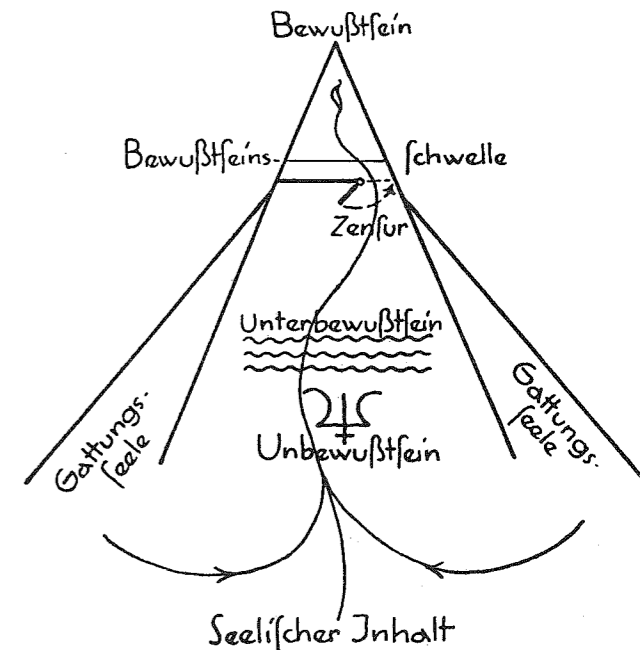 Bewußtſein
Bewußtſeins- ſchwelle
Zenſur
Unterbewußtſein
Gattungs-
ſeele
Gattungs-
ſeele
Unbewußtſein
Seeliſcher Inhalt